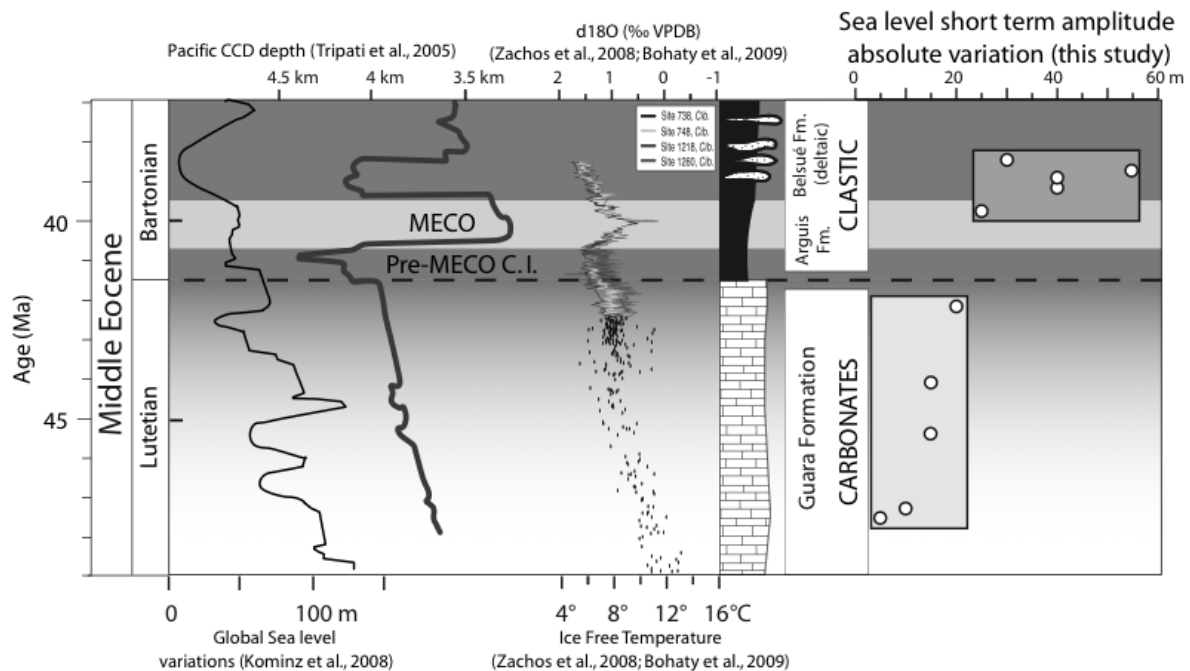 Sea level short term amplitude
absolute variation (this study)
d18O (‰ VPDB)
Pacific CCD depth (Tripati et al., 2005)
(Zachos et al., 2008; Bohaty et al., 2009)
4.5 km 4 km 3.5 km
2 1 0 -1
0 20 40 60 m
Site 738, Cib.
Site 748, Cib.
Site 1218, Cib.
Site 1260, Cib.
Age (Ma)
40
45
Middle Eocene
Bartonian
Lutetian
MECO
Pre-MECO C. I.
Belsué Fm.
(deltaic)
Arguis
Fm.
CLASTIC
Guara Formation
CARBONATES
0 100 m
4° 8° 12° 16°C
Global Sea level
variations (Kominz et al., 2008)
Ice Free Temperature
(Zachos et al., 2008; Bohaty et al., 2009)